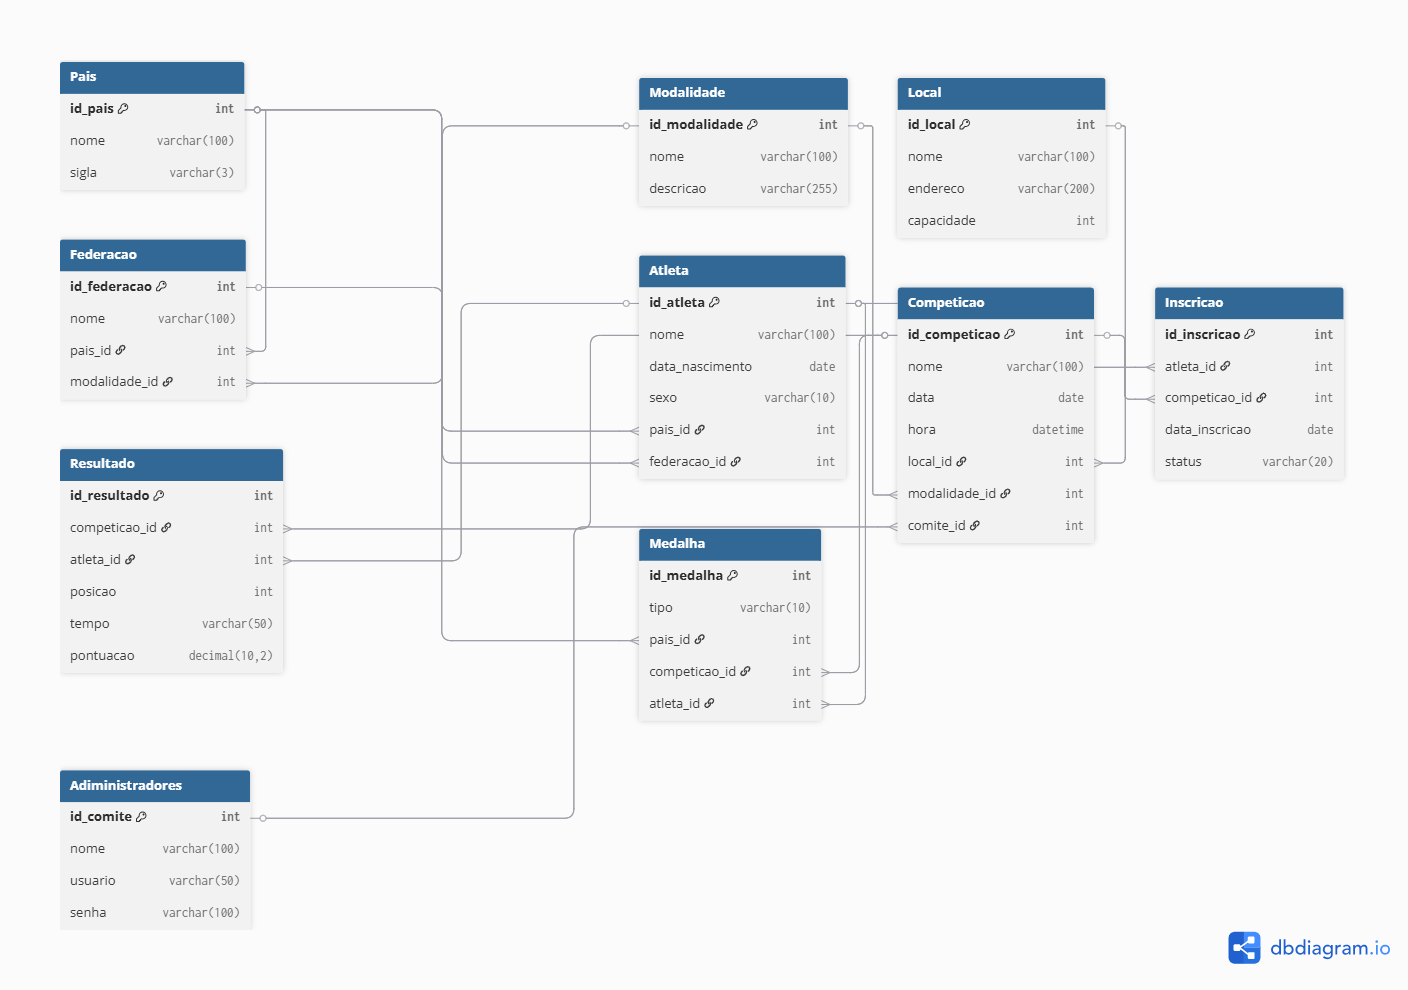 Pais
id_pais int
nome varchar(100)
sigla varchar(3)
Federacao
id_federacao int
nome varchar(100)
pais_id int
modalidade_id int
Resultado
id_resultado int
competicao_id int
atleta_id int
posicao int
tempo varchar(50)
pontuacao decimal(10,2)
Adiministradores
id_comite int
nome varchar(100)
usuario varchar(50)
senha varchar(100)
Modalidade
id_modalidade int
nome varchar(100)
descricao varchar(255)
Atleta
id_atleta int
nome varchar(100)
data_nascimento date
sexo varchar(10)
pais_id int
federacao_id int
Medalha
id_medalha int
tipo varchar(10)
pais_id int
competicao_id int
atleta_id int
Local
id_local int
nome varchar(100)
endereco varchar(200)
capacidade int
Competicao
id_competicao int
nome varchar(100)
data date
hora datetime
local_id int
modalidade_id int
comite_id int
Inscricao
id_inscricao int
atleta_id int
competicao_id int
data_inscricao date
status varchar(20)
dbdiagram.io